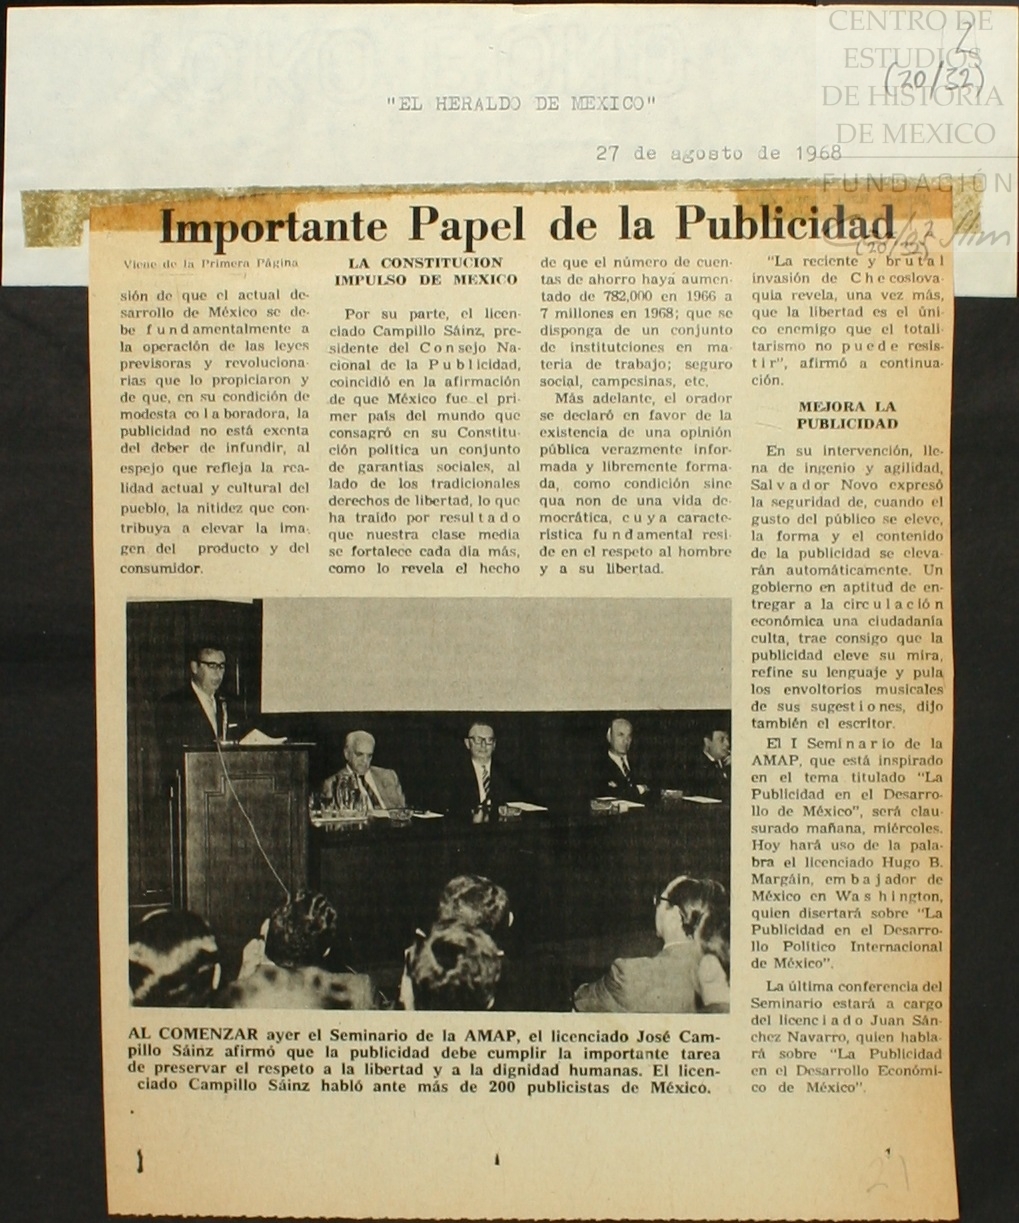 CENTRO DE
ESTUDIOS
DE HISTORIA
DE MEXICO
FUNDACIÓN
2
(20/32)
"EL HERALDO DE MEXICO"
27 de agosto de 1968
Importante Papel de la Publicidad
2
(20/32)
Viene de la Primera Página
sión de que el actual de-
sarrollo de México se de-
be fundamentalmente a
la operación de las leyes
previsoras y revoluciona-
rias que lo propiciaron y
de que, en su condición de
modesta colaboradora, la
publicidad no está exenta
del deber de infundir, al
espejo que refleja la rea-
lidad actual y cultural del
pueblo, la nitidez que con-
tribuya a elevar la ima-
gen del producto y del
consumidor.
LA CONSTITUCION
IMPULSO DE MEXICO
Por su parte, el licen-
ciado Campillo Sáinz, pre-
sidente del Consejo Na-
cional de la Publicidad,
coincidió en la afirmación
de que México fue el pri-
mer país del mundo que
consagró en su Constitu-
ción política un conjunto
de garantías sociales, al
lado de los tradicionales
derechos de libertad, lo que
ha traído por resultado
que nuestra clase media
se fortalece cada día más,
como lo revela el hecho
de que el número de cuen-
tas de ahorro haya aumen-
tado de 782,000 en 1966 a
7 millones en 1968; que se
disponga de un conjunto
de instituciones en ma-
teria de trabajo; seguro
social, campesinas, etc.
Más adelante, el orador
se declaró en favor de la
existencia de una opinión
pública verazmente infor-
mada y libremente forma-
da, como condición sine
qua non de una vida de-
mocrática, cuya caracte-
rística fundamental resi-
de en el respeto al hombre
y a su libertad.
"La reciente y brutal
invasión de Checoslova-
quia revela, una vez más,
que la libertad es el úni-
co enemigo que el totali-
tarismo no puede resis-
tir", afirmó a continua-
ción.
MEJORA LA
PUBLICIDAD
En su intervención, lle-
na de ingenio y agilidad,
Salvador Novo expresó
la seguridad de, cuando el
gusto del público se eleve,
la forma y el contenido
de la publicidad se eleva-
rán automáticamente. Un
gobierno en aptitud de en-
tregar a la circulación
económica una ciudadanía
culta, trae consigo que la
publicidad eleve su mira,
refine su lenguaje y pula
los envoltorios musicales
de sus sugestiones, dijo
también el escritor.
El I Seminario de la
AMAP, que está inspirado
en el tema titulado "La
Publicidad en el Desarro-
llo de México", será clau-
surado mañana, miércoles.
Hoy hará uso de la pala-
bra el licenciado Hugo B.
Margáin, embajador de
México en Washington,
quien disertará sobre "La
Publicidad en el Desarro-
llo Político Internacional
de México".
La última conferencia del
Seminario estará a cargo
del licenciado Juan Sán-
chez Navarro, quien habla-
rá sobre "La Publicidad
en el Desarrollo Económi-
co de México".
AL COMENZAR ayer el Seminario de la AMAP, el licenciado José Cam-
pillo Sáinz afirmó que la publicidad debe cumplir la importante tarea
de preservar el respeto a la libertad y a la dignidad humanas. El licen-
ciado Campillo Sáinz habló ante más de 200 publicistas de México.
21